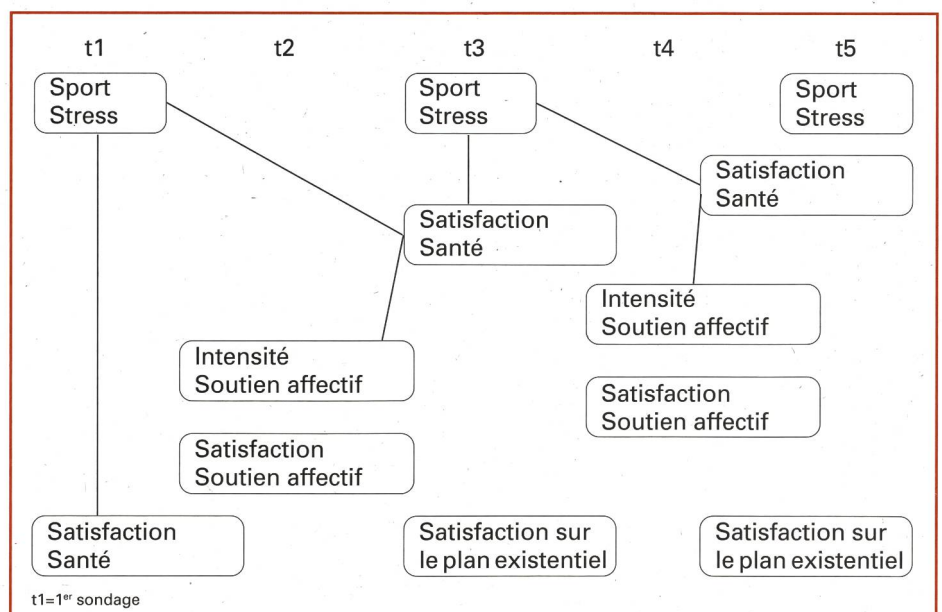 t1 t2 t3 t4 t5
Sport
Stress
Sport
Stress
Sport
Stress
Satisfaction
Santé
Satisfaction
Santé
Intensité
Soutien affectif
Intensité
Soutien affectif
Satisfaction
Soutien affectif
Satisfaction
Soutien affectif
Satisfaction
Santé
Satisfaction sur
le plan existentiel
Satisfaction sur
le plan existentiel
t1=1er sondage